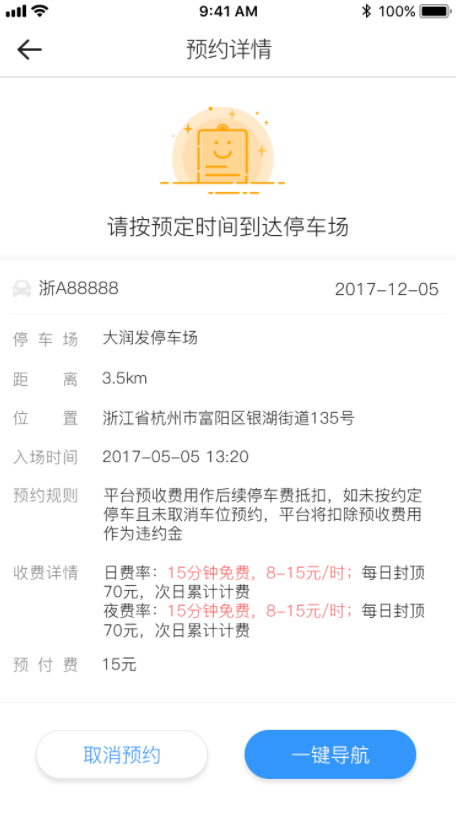 9:41 AM 100%
预约详情
请按预定时间到达停车场
浙A88888 2017-12-05
停车场 大润发停车场
距离 3.5km
位置 浙江省杭州市富阳区银湖街道135号
入场时间 2017-05-05 13:20
预约规则 平台预收费用作后续停车费抵扣，如未按约定
停车且未取消车位预约，平台将扣除预收费用
作为违约金
收费详情 日费率：15分钟免费，8-15元/时；每日封顶
70元，次日累计计费
夜费率：15分钟免费，8-15元/时；每日封顶
70元，次日累计计费
预付费 15元
取消预约 一键导航